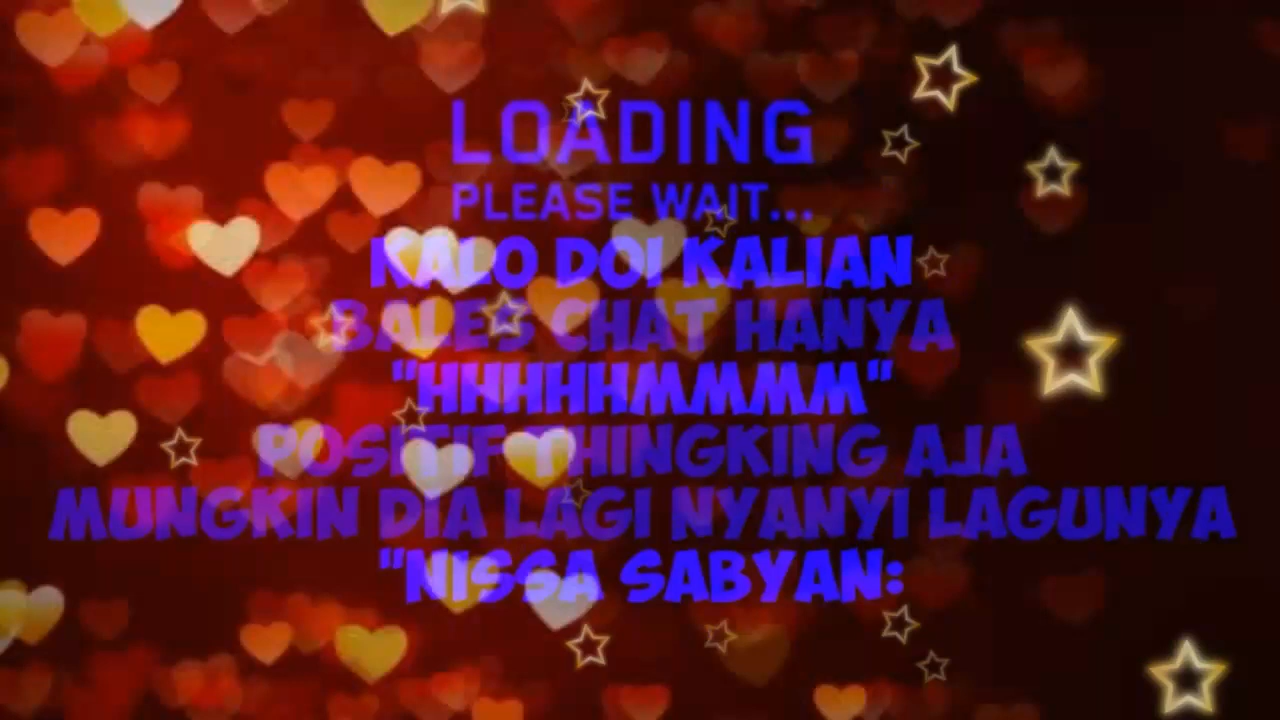 LOADING
PLEASE WAIT...
KALO DOI KALIAN
BALES CHAT HANYA
"HHHHHMMMM"
POSITIF THINGKING AJA
MUNGKIN DIA LAGI NYANYI LAGUNYA
"NISSA SABYAN: